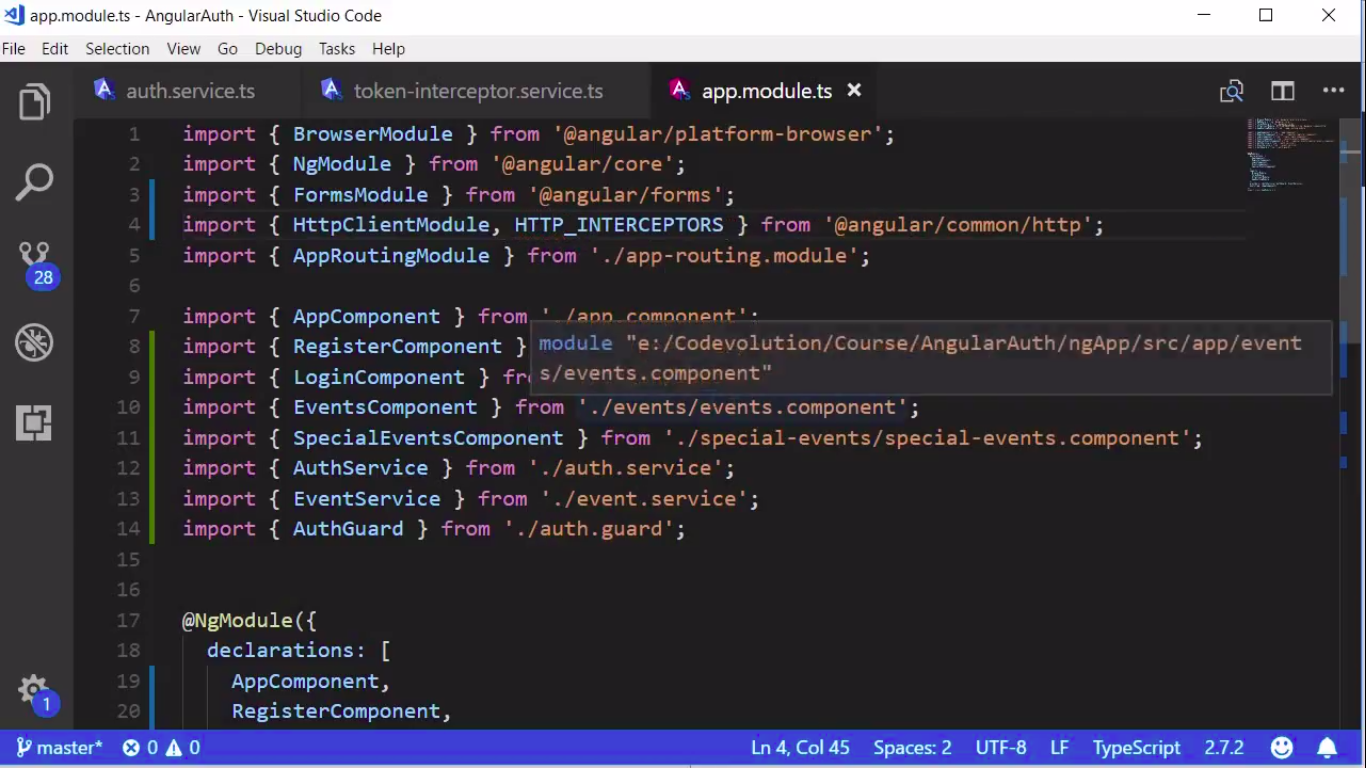 app.module.ts - AngularAuth - Visual Studio Code
File Edit Selection View Go Debug Tasks Help
auth.service.ts token-interceptor.service.ts app.module.ts
1 import { BrowserModule } from '@angular/platform-browser';
2 import { NgModule } from '@angular/core';
3 import { FormsModule } from '@angular/forms';
4 import { HttpClientModule, HTTP_INTERCEPTORS } from '@angular/common/http';
5 import { AppRoutingModule } from './app-routing.module';
6
7 import { AppComponent } from './app.component';
8 import { RegisterComponent }
module "e:/Codevolution/Course/AngularAuth/ngApp/src/app/event
s/events.component"
9 import { LoginComponent } fro
10 import { EventsComponent } from './events/events.component';
11 import { SpecialEventsComponent } from './special-events/special-events.component';
12 import { AuthService } from './auth.service';
13 import { EventService } from './event.service';
14 import { AuthGuard } from './auth.guard';
15
16
17 @NgModule({
18 declarations: [
19 AppComponent,
20 RegisterComponent,
28
1
master* 0 0 Ln 4, Col 45 Spaces: 2 UTF-8 LF TypeScript 2.7.2